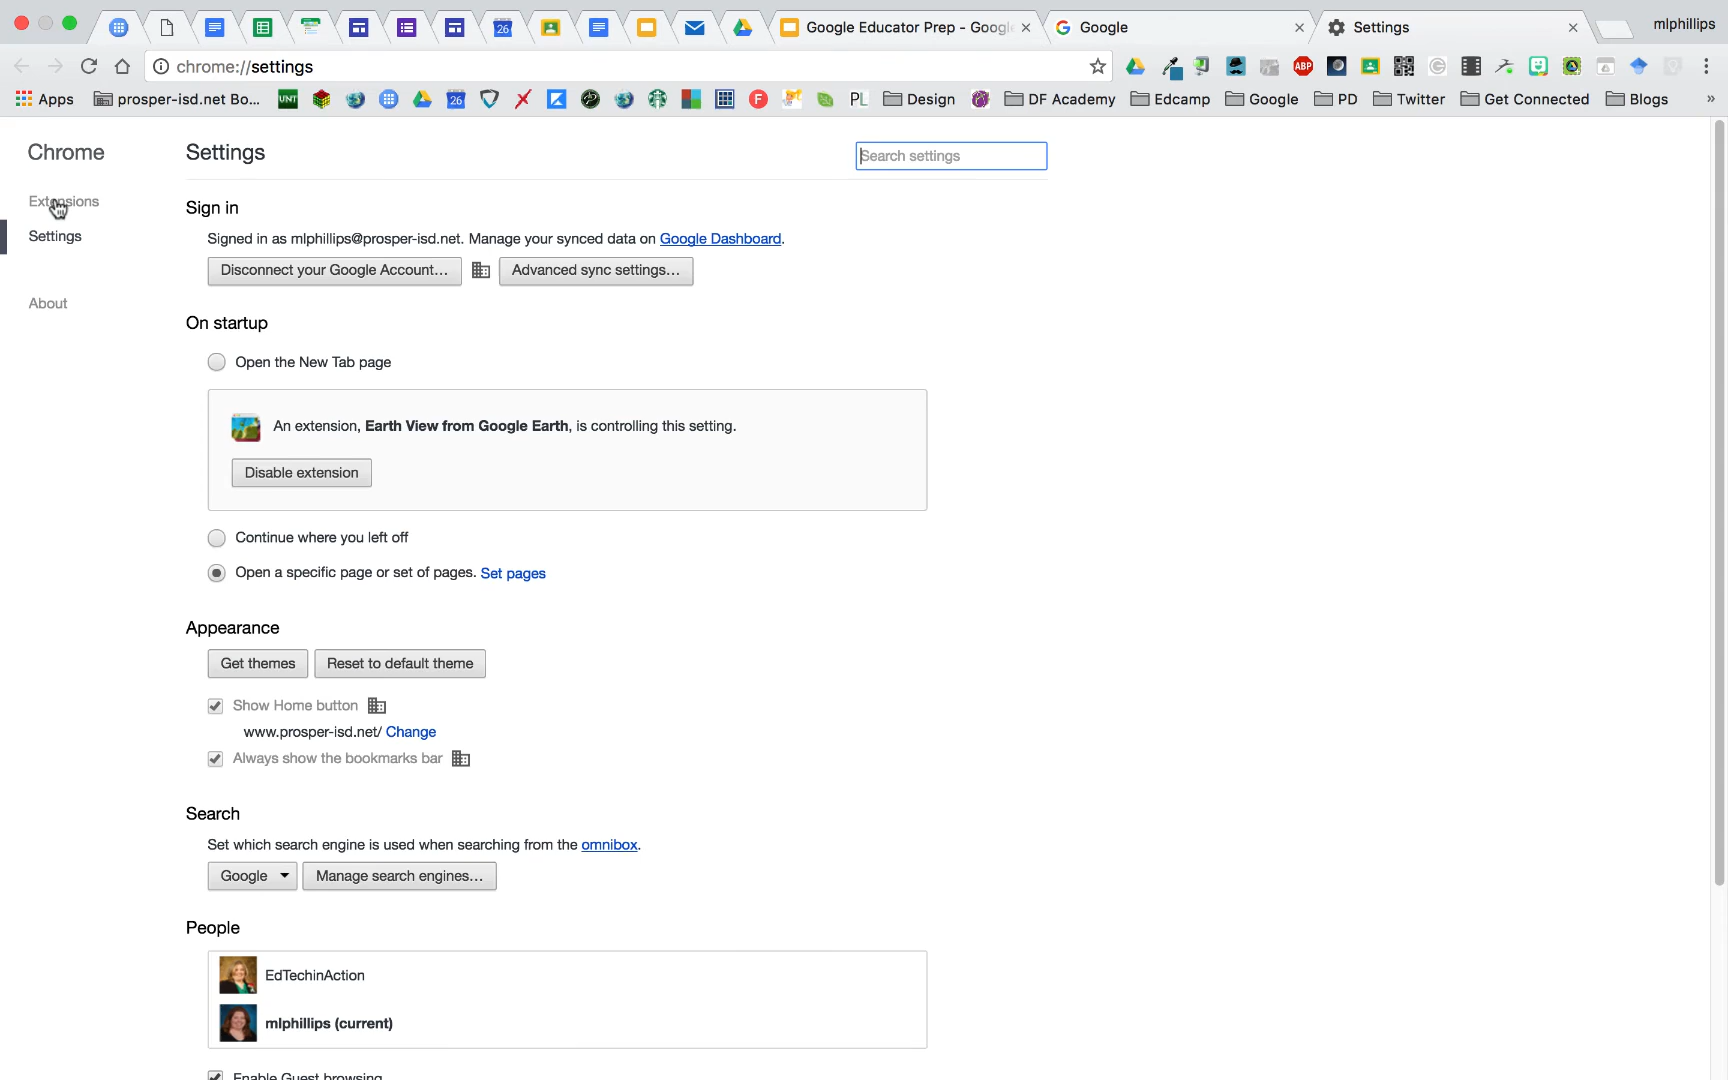 Google Educator Prep - Googl
Google
Settings
mlphillips
chrome://settings
ABP
Apps
prosper-isd.net Bo...
UNT
26
F
PL
Design
DF Academy
Edcamp
Google
PD
Twitter
Get Connected
Blogs
»
Chrome
Settings
Search settings
Extensions
Settings
About
Sign in
Signed in as mlphillips@prosper-isd.net. Manage your synced data on Google Dashboard.
Disconnect your Google Account...
Advanced sync settings...
On startup
Open the New Tab page
An extension, Earth View from Google Earth, is controlling this setting.
Disable extension
Continue where you left off
Open a specific page or set of pages. Set pages
Appearance
Get themes
Reset to default theme
Show Home button
www.prosper-isd.net/ Change
Always show the bookmarks bar
Search
Set which search engine is used when searching from the omnibox.
Google
Manage search engines...
People
EdTechinAction
mlphillips (current)
Enable Guest browsing